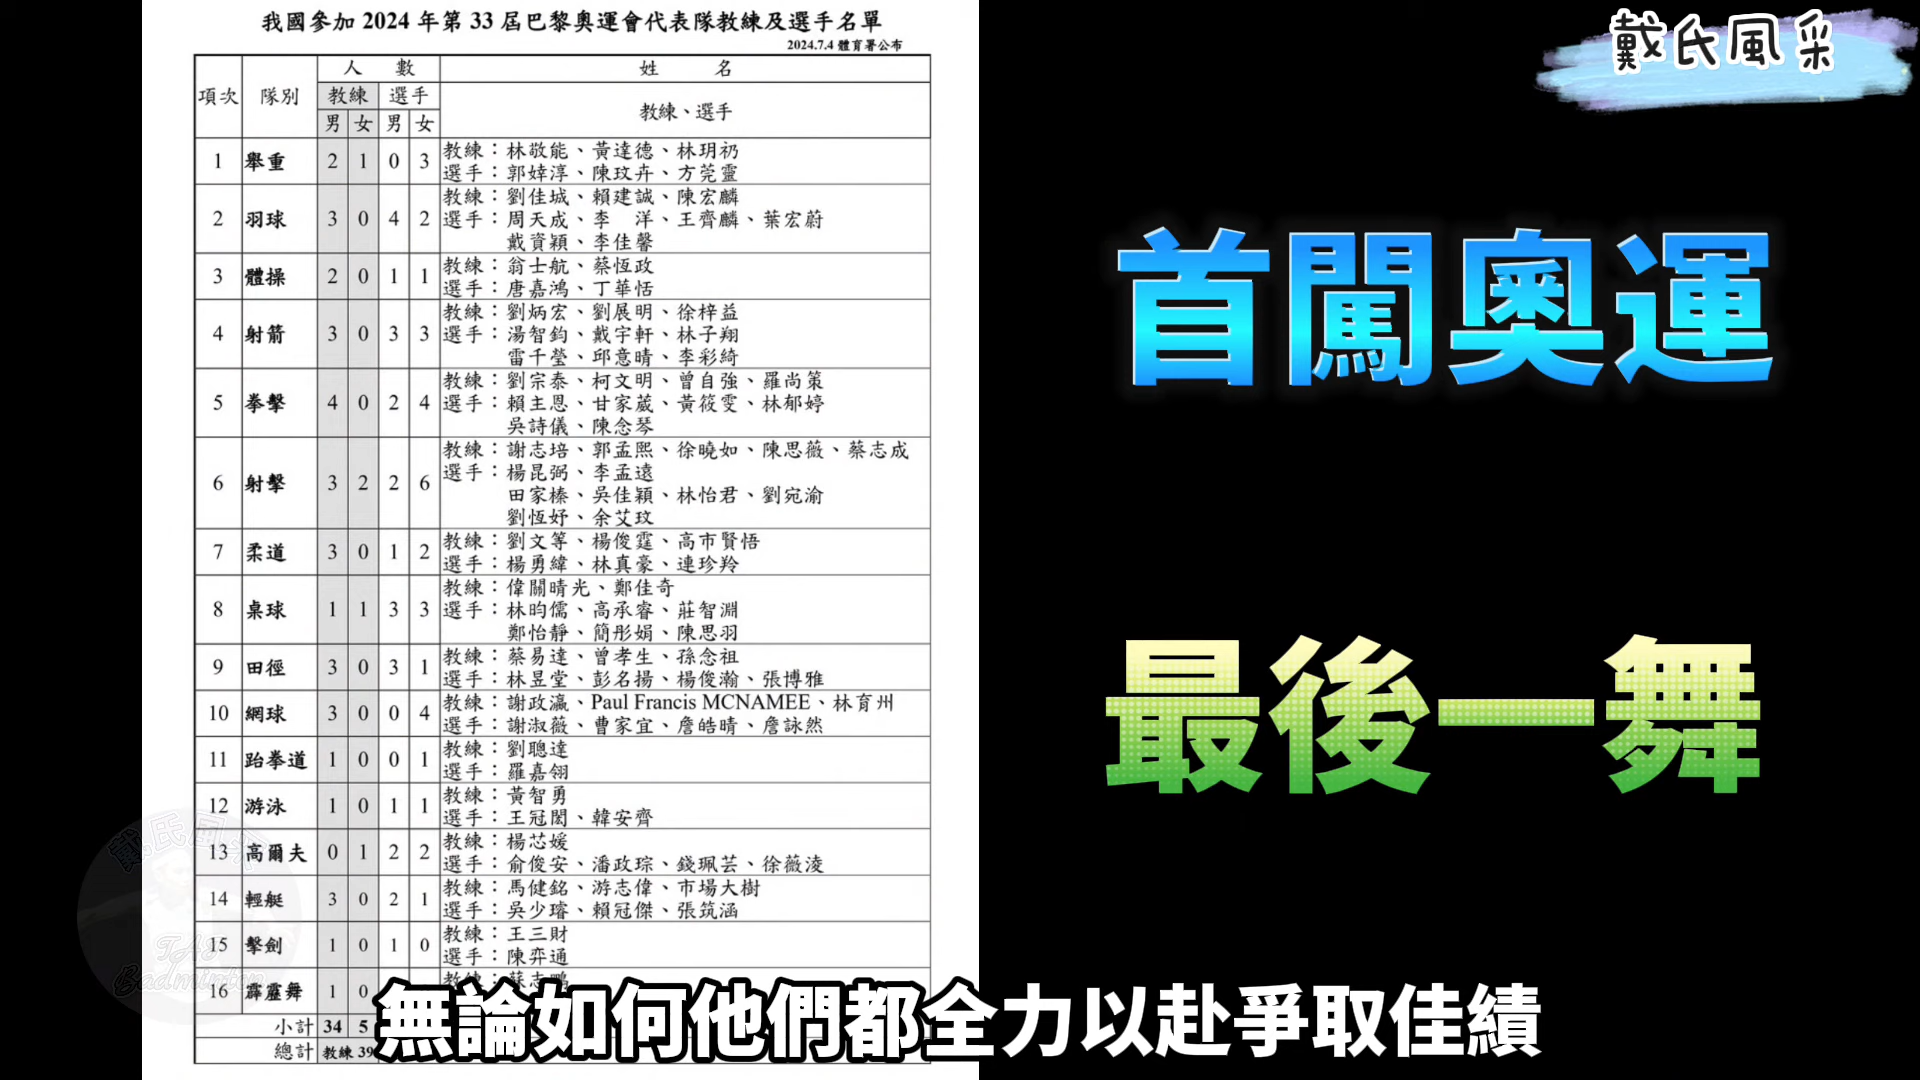 我國參加 2024 年第 33 屆巴黎奧運會代表隊教練及選手名單
2024.7.4 體育署公布
項次 隊別 人數 姓名
教練 選手 教練、選手
男 女 男 女
1 舉重 2 1 0 3 教練：林敬能、黃達德、林玥礽
選手：郭婞淳、陳玟卉、方莞靈
2 羽球 3 0 4 2 教練：劉佳城、賴建誠、陳宏麟
選手：周天成、李 洋、王齊麟、葉宏蔚
戴資穎、李佳馨
3 體操 2 0 1 1 教練：翁士航、蔡恆政
選手：唐嘉鴻、丁華恬
4 射箭 3 0 3 3 教練：劉炳宏、劉展明、徐梓益
選手：湯智鈞、戴宇軒、林子翔
雷千瑩、邱意晴、李彩綺
5 拳擊 4 0 2 4 教練：劉宗泰、柯文明、曾自強、羅尚策
選手：賴主恩、甘家葳、黃筱雯、林郁婷
吳詩儀、陳念琴
6 射擊 3 2 2 6 教練：謝志培、郭孟熙、徐曉如、陳思薇、蔡志成
選手：楊昆弼、李孟遠
田家榛、吳佳穎、林怡君、劉宛渝
劉恆妤、余艾玟
7 柔道 3 0 1 2 教練：劉文等、楊俊霆、高市賢悟
選手：楊勇緯、林真豪、連珍羚
8 桌球 1 1 3 3 教練：偉關晴光、鄭佳奇
選手：林昀儒、高承睿、莊智淵
鄭怡靜、簡彤娟、陳思羽
9 田徑 3 0 3 1 教練：蔡易達、曾孝生、孫念祖
選手：林昱堂、彭名揚、楊俊瀚、張博雅
10 網球 3 0 0 4 教練：謝政瀛、Paul Francis MCNAMEE、林育州
選手：謝淑薇、曹家宜、詹皓晴、詹詠然
11 跆拳道 1 0 0 1 教練：劉聰達
選手：羅嘉翎
12 游泳 1 0 1 1 教練：黃智勇
選手：王冠閎、韓安齊
13 高爾夫 0 1 2 2 教練：楊芯媛
選手：俞俊安、潘政琮、錢珮芸、徐薇淩
14 輕艇 3 0 2 1 教練：馬健銘、游志偉、市場大樹
選手：吳少璿、賴冠傑、張筑涵
15 擊劍 1 0 1 0 教練：王三財
選手：陳弈通
16 霹靂舞 1 0 教練：蘇志鵬
小計 34 5
總計 教練 39
戴氏風采
首闖奧運
最後一舞
戴氏風采
TAI
Badminton
無論如何他們都全力以赴爭取佳績